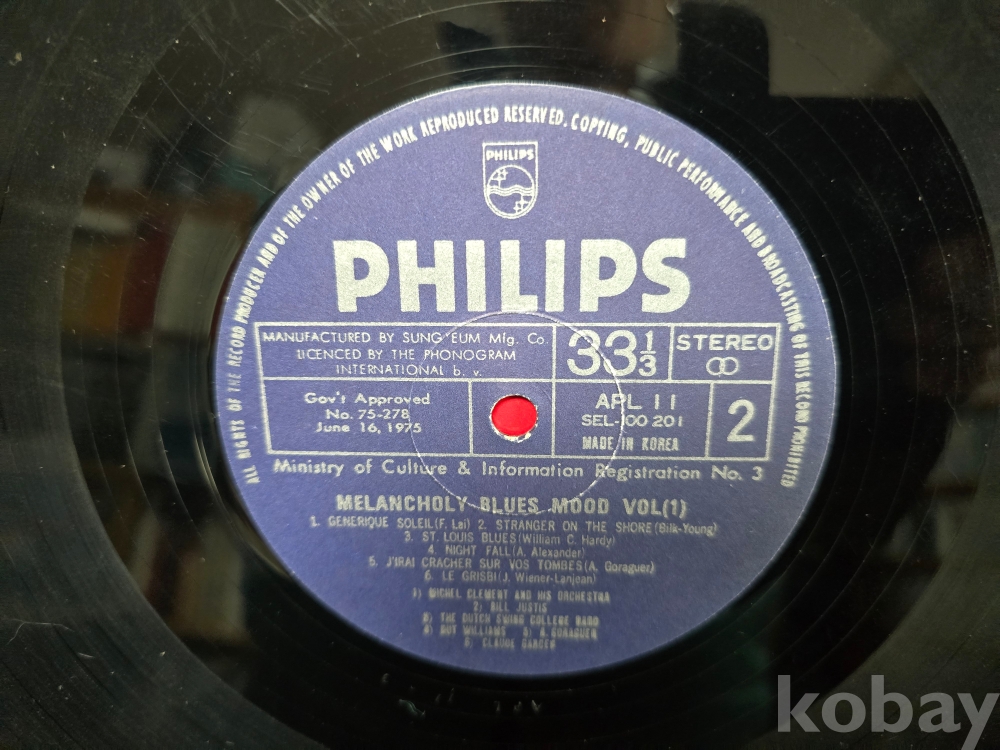 ALL RIGHTS OF THE RECORD PRODUCER AND OF THE OWNER OF THE WORK REPRODUCED RESERVED. COPYING, PUBLIC PERFORMANCE AND BROADCASTING OF THIS RECORD PROHIBITED
PHILIPS
PHILIPS
MANUFACTURED BY SUNG EUM Mfg. Co.
LICENCED BY THE PHONOGRAM
INTERNATIONAL b. v.
33 1/3
STEREO
Gov't Approved
No. 75-278
June 16, 1975
APL 11
SEL-100 201
MADE IN KOREA
2
Ministry of Culture & Information Registration No. 3
MELANCHOLY BLUES MOOD VOL(1)
1. GENERIQUE SOLEIL(F. Lai) 2. STRANGER ON THE SHORE(Bilk-Young)
3. ST. LOUIS BLUES(William C. Hardy)
4. NIGHT FALL(A. Alexander)
5. J'IRAI CRACHER SUR VOS TOMBES(A. Goraguer)
6. LE GRISBI(J. Wiener-Lanjean)
1) MICHEL CLEMENT AND HIS ORCHESTRA
2) BILL JUSTIS
3) THE DUTCH SWING COLLEGE BAND
4) WILLIAMS 5) A. GORAGUER
6) CLAUDE
kobay